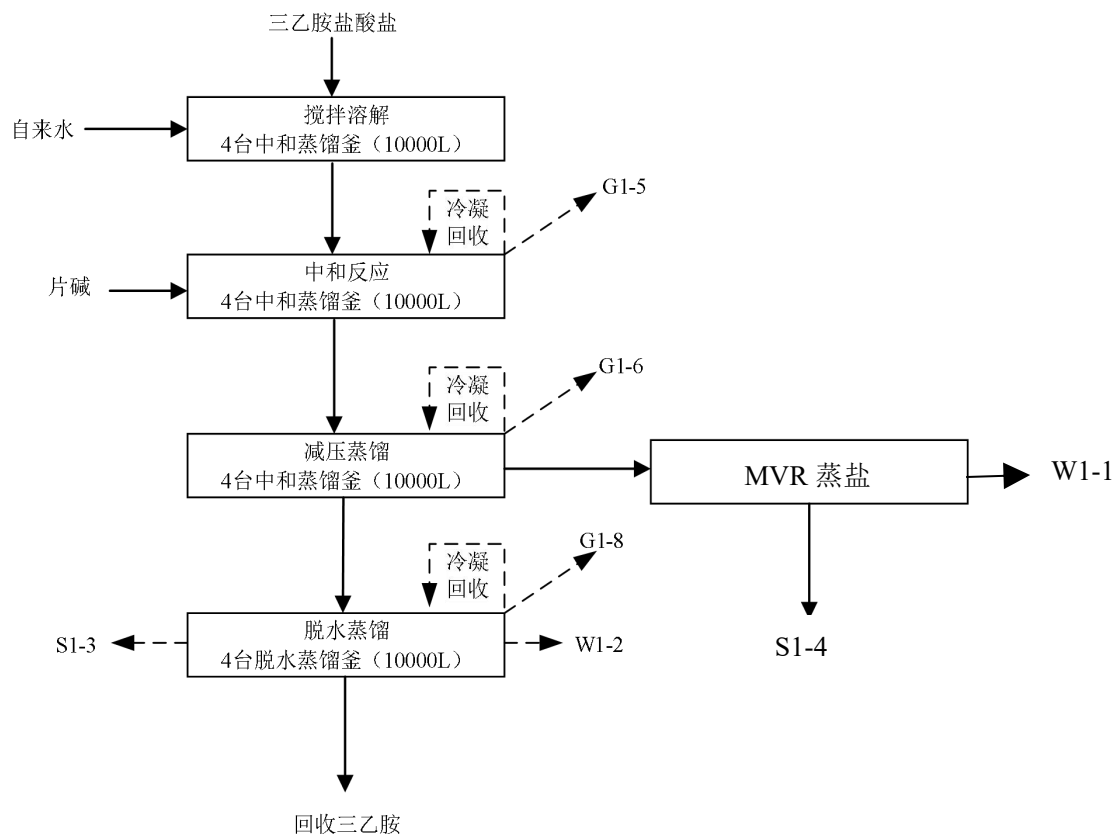 三乙胺盐酸盐
自来水
搅拌溶解
4台中和蒸馏釜（10000L）
冷凝
回收
G1-5
片碱
中和反应
4台中和蒸馏釜（10000L）
冷凝
回收
G1-6
减压蒸馏
4台中和蒸馏釜（10000L）
MVR 蒸盐
W1-1
冷凝
回收
G1-8
S1-3
脱水蒸馏
4台脱水蒸馏釜（10000L）
W1-2
S1-4
回收三乙胺